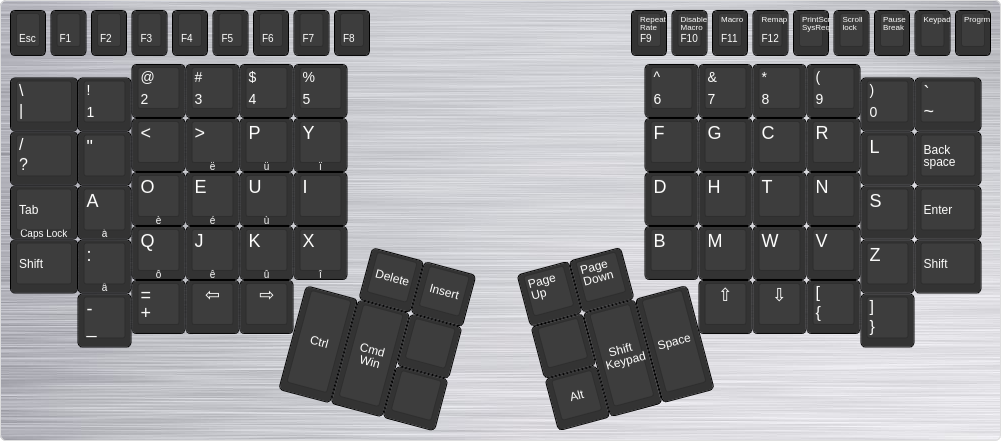 Esc F1 F2 F3 F4 F5 F6 F7 F8
Repeat Rate F9
Disable Macro F10
Macro F11
Remap F12
PrintScr SysReq
Scroll lock
Pause Break
Keypad
Progrm
\ |
! 1
@ 2
# 3
$ 4
% 5
^ 6
& 7
* 8
( 9
) 0
` ~
/ ?
"
<
> ë
P ü
Y ï
F
G
C
R
L
Back space
Tab Caps Lock
A à
O è
E é
U ù
I
D
H
T
N
S
Enter
Shift
: ä
Q ô
J ê
K û
X î
B
M
W
V
Z
Shift
- _
= +
⇦
⇨
⇧
⇩
[ {
] }
Delete
Insert
Page Up
Page Down
Ctrl
Cmd Win
Shift Keypad
Space
Alt